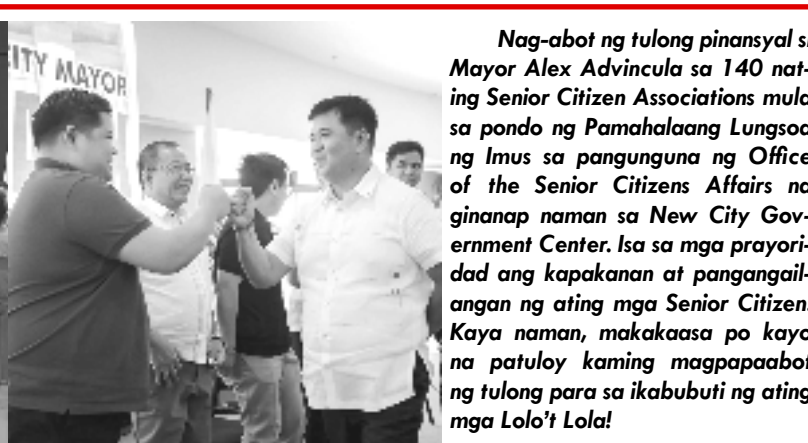 ITY MAYOR
Nag-abot ng tulong pinansyal si
Mayor Alex Advincula sa 140 nat-
ing Senior Citizen Associations mula
sa pondo ng Pamahalaang Lungsod
ng Imus sa pangunguna ng Office
of the Senior Citizens Affairs na
ginanap naman sa New City Gov-
ernment Center. Isa sa mga prayori-
dad ang kapakanan at pangangail-
angan ng ating mga Senior Citizen.
Kaya naman, makakaasa po kayo
na patuloy kaming magpapaabot
ng tulong para sa ikabubuti ng ating
mga Lolo’t Lola!